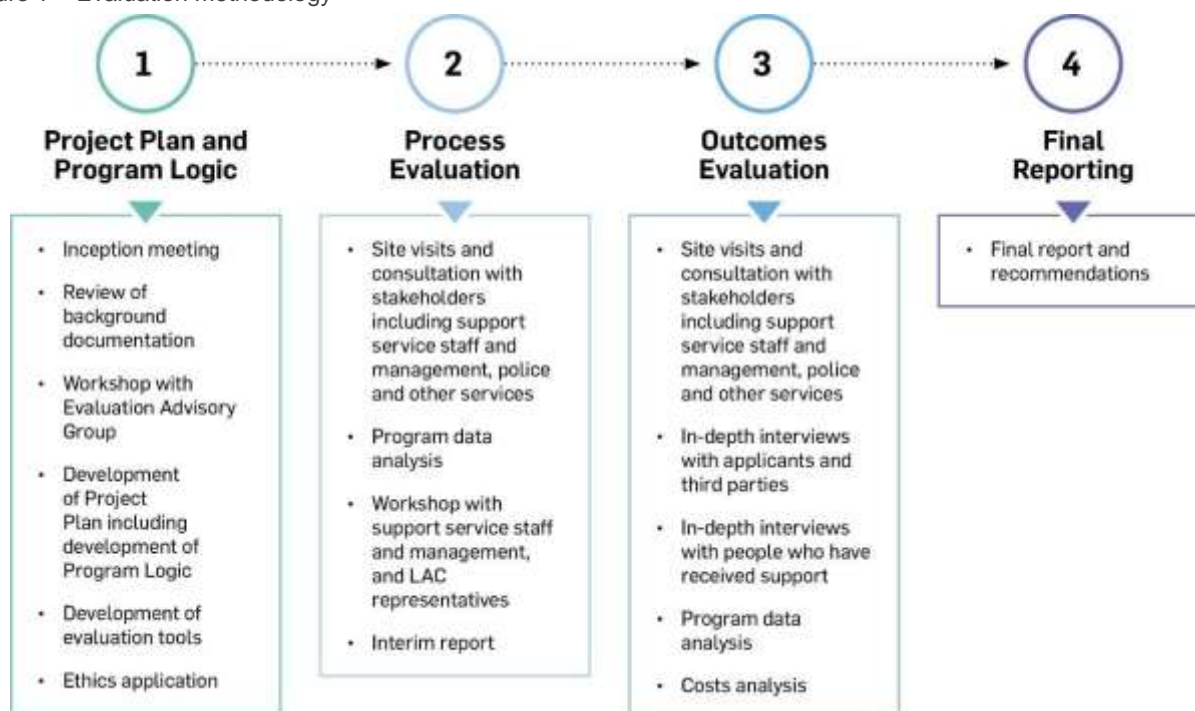 Evaluation methodology
1
2
3
4
Project Plan and
Program Logic
Process
Evaluation
Outcomes
Evaluation
Final
Reporting
• Inception meeting
• Review of
background
documentation
• Workshop with
Evaluation Advisory
Group
• Development
of Project
Plan including
development of
Program Logic
• Development of
evaluation tools
• Ethics application
• Site visits and
consultation with
stakeholders
including support
service staff and
management, police
and other services
• Program data
analysis
• Workshop with
support service staff
and management,
and LAC
representatives
• Interim report
• Site visits and
consultation with
stakeholders
including support
service staff and
management, police
and other services
• In-depth interviews
with applicants and
third parties
• In-depth interviews
with people who have
received support
• Program data
analysis
• Costs analysis
• Final report and
recommendations